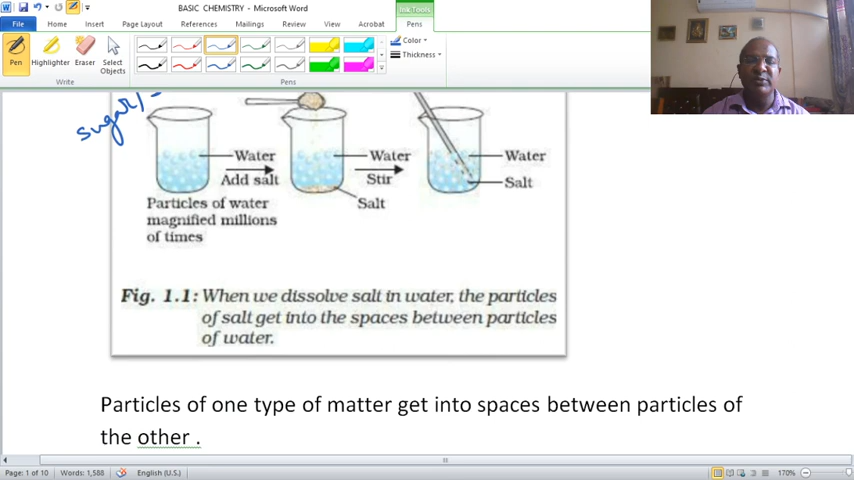 BASIC CHEMISTRY - Microsoft Word
Ink Tools
File Home Insert Page Layout References Mailings Review View Acrobat Pens
Pen Highlighter Eraser Select Objects
Color
Thickness
Write
Pens
Sugar/
Water
Water
Water
Add salt
Stir
Salt
Particles of water
magnified millions
of times
Salt
Fig. 1.1: When we dissolve salt in water, the particles
of salt get into the spaces between particles
of water.
Particles of one type of matter get into spaces between particles of
the other .
Page: 1 of 10 Words: 1,588 English (U.S.) 170%